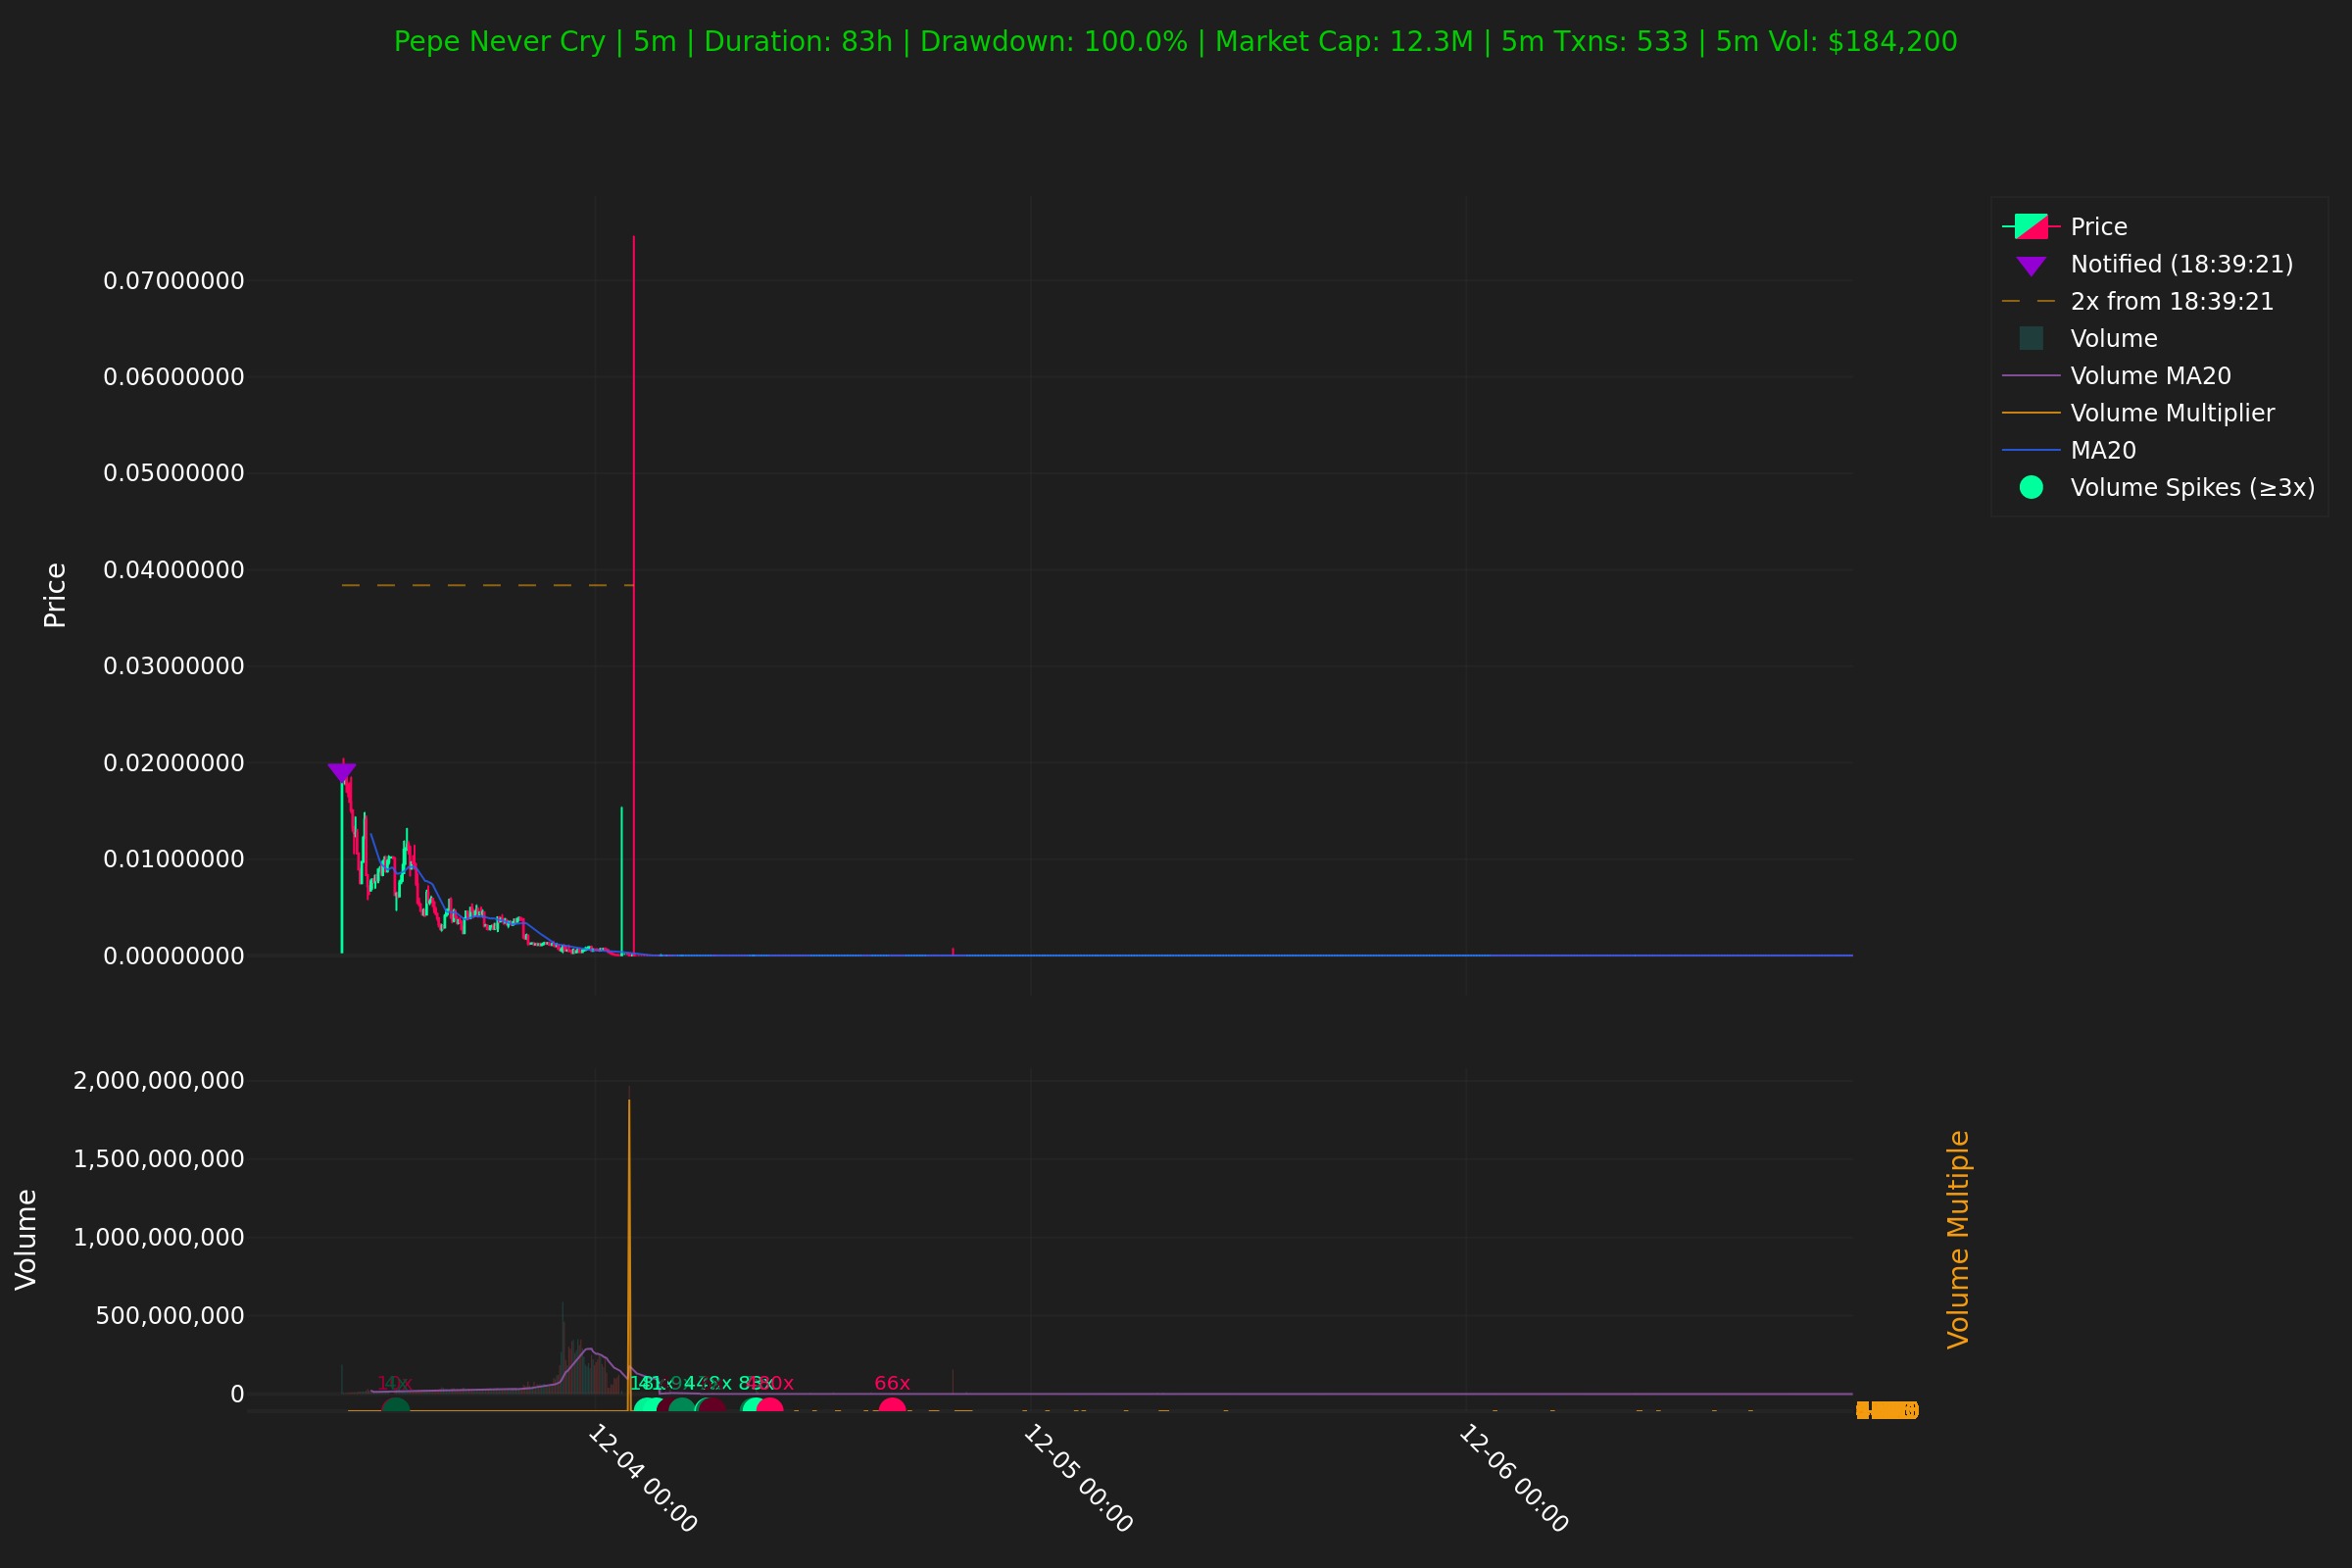 Pepe Never Cry | 5m | Duration: 83h | Drawdown: 100.0% | Market Cap: 12.3M | 5m Txns: 533 | 5m Vol: $184,200
Price
0.07000000
0.06000000
0.05000000
0.04000000
0.03000000
0.02000000
0.01000000
0.00000000
Price
Notified (18:39:21)
2x from 18:39:21
Volume
Volume MA20
Volume Multiplier
MA20
Volume Spikes (≥3x)
Volume
2,000,000,000
1,500,000,000
1,000,000,000
500,000,000
0
66x
Volume Multiple
12-04 00:00
12-05 00:00
12-06 00:00